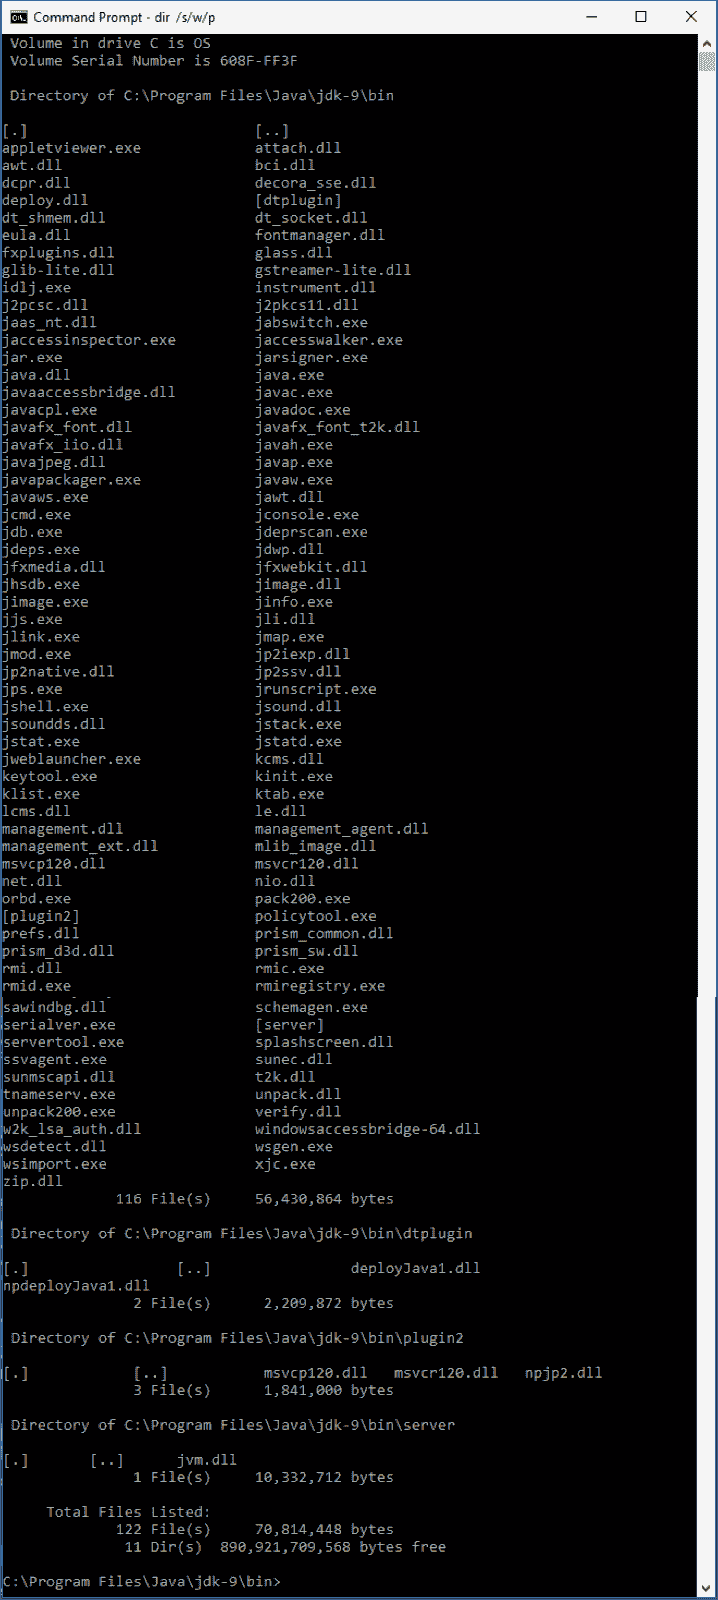 Command Prompt - dir /s/w/p
Volume in drive C is OS
Volume Serial Number is 608F-FF3F
Directory of C:\Program Files\Java\jdk-9\bin
[.] [..]
appletviewer.exe attach.dll
awt.dll bci.dll
dcpr.dll decora_sse.dll
deploy.dll [dtplugin]
dt_shmem.dll dt_socket.dll
eula.dll fontmanager.dll
fxplugins.dll glass.dll
glib-lite.dll gstreamer-lite.dll
idlj.exe instrument.dll
j2pcsc.dll j2pkcs11.dll
jaas_nt.dll jabswitch.exe
jaccessinspector.exe jaccesswalker.exe
jar.exe jarsigner.exe
java.dll java.exe
javaaccessbridge.dll javac.exe
javacpl.exe javadoc.exe
javafx_font.dll javafx_font_t2k.dll
javafx_iio.dll javah.exe
javajpeg.dll javap.exe
javapackager.exe javaw.exe
javaws.exe jawt.dll
jcmd.exe jconsole.exe
jdb.exe jdeprscan.exe
jdeps.exe jdwp.dll
jfxmedia.dll jfxwebkit.dll
jhsdb.exe jimage.dll
jimage.exe jinfo.exe
jjs.exe jli.dll
jlink.exe jmap.exe
jmod.exe jp2iexp.dll
jp2native.dll jp2ssv.dll
jps.exe jrunscript.exe
jshell.exe jsound.dll
jsoundds.dll jstack.exe
jstat.exe jstatd.exe
jweblauncher.exe kcms.dll
keytool.exe kinit.exe
klist.exe ktab.exe
lcms.dll le.dll
management.dll management_agent.dll
management_ext.dll mlib_image.dll
msvcp120.dll msvcr120.dll
net.dll nio.dll
orbd.exe pack200.exe
[plugin2] policytool.exe
prefs.dll prism_common.dll
prism_d3d.dll prism_sw.dll
rmi.dll rmic.exe
rmid.exe rmiregistry.exe
sawindbg.dll schemagen.exe
serialver.exe [server]
servertool.exe splashscreen.dll
ssvagent.exe sunec.dll
sunmscapi.dll t2k.dll
tnameserv.exe unpack.dll
unpack200.exe verify.dll
w2k_lsa_auth.dll windowsaccessbridge-64.dll
wsdetect.dll wsgen.exe
wsimport.exe xjc.exe
zip.dll
116 File(s) 56,430,864 bytes
Directory of C:\Program Files\Java\jdk-9\bin\dtplugin
[.] [..] deployJava1.dll
npdeployJava1.dll
2 File(s) 2,209,872 bytes
Directory of C:\Program Files\Java\jdk-9\bin\plugin2
[.] [..] msvcp120.dll msvcr120.dll npjp2.dll
3 File(s) 1,841,000 bytes
Directory of C:\Program Files\Java\jdk-9\bin\server
[.] [..] jvm.dll
1 File(s) 10,332,712 bytes
Total Files Listed:
122 File(s) 70,814,448 bytes
11 Dir(s) 890,921,709,568 bytes free
C:\Program Files\Java\jdk-9\bin>